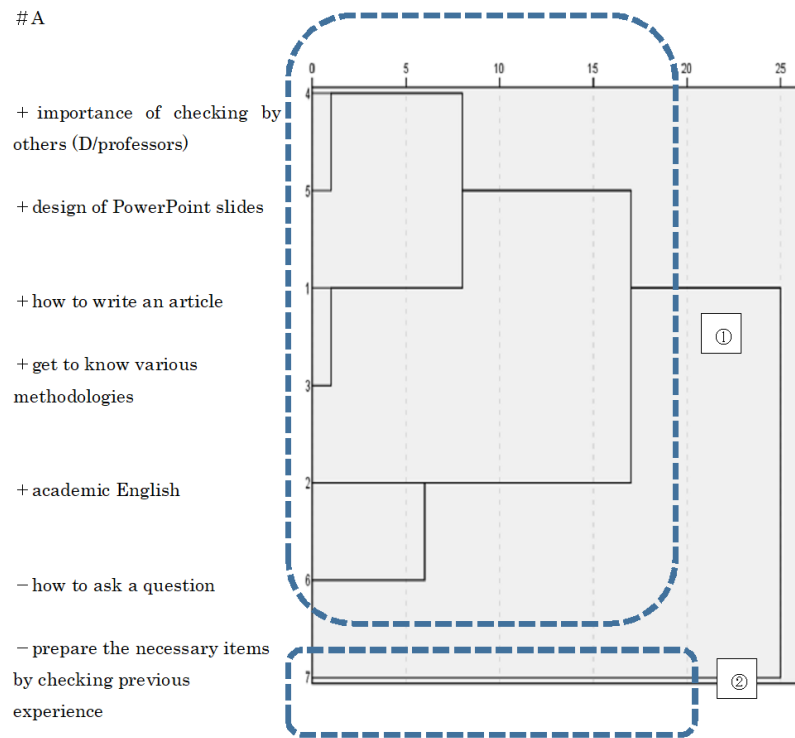 #A
0 5 10 15 20 25
4
+ importance of checking by
others (D/professors)
5
+design of PowerPoint slides
1
+how to write an article
①
+get to know various
methodologies
3
2
+academic English
6
−how to ask a question
−prepare the necessary items
by checking previous
experience
7
②